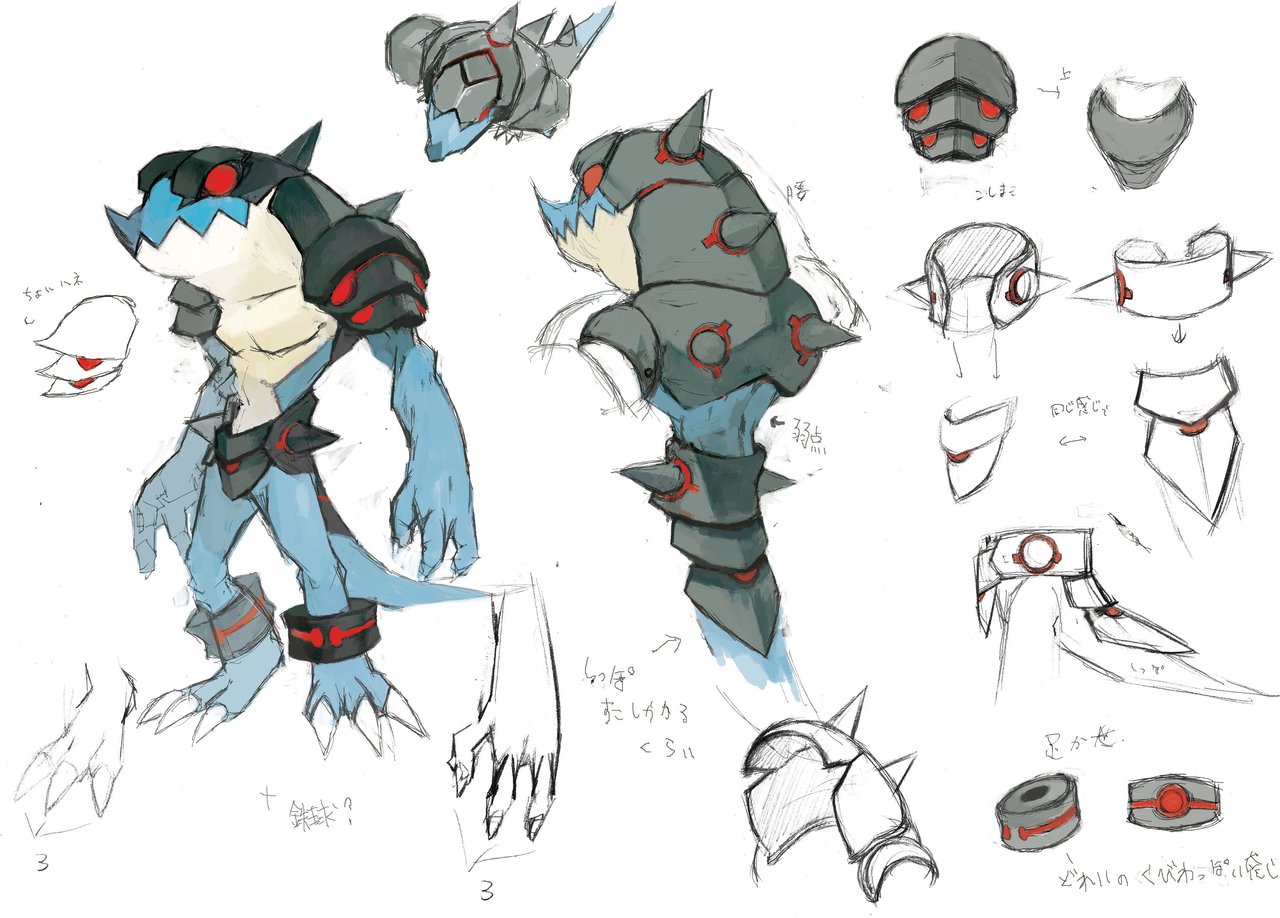 上
腰
ちょいハネ
こしまえ
同じ感じで
弱点
しっぽ
しっぽ
すこしかかる
くらい
足かせ
鉄球?
3
3
どれいのくびわっぽい感じ